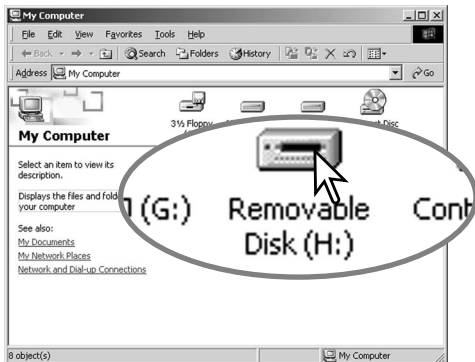 My Computer
File Edit View Favorites Tools Help
Back Search Folders History
Address My Computer Go
3½ Floppy
Disc
My Computer
Select an item to view its
description.
Displays the files and
your computer
See also:
My Documents
My Network Places
Network and Dial-up Connections
(G:) Removable
Disk (H:)
8 object(s) My Computer